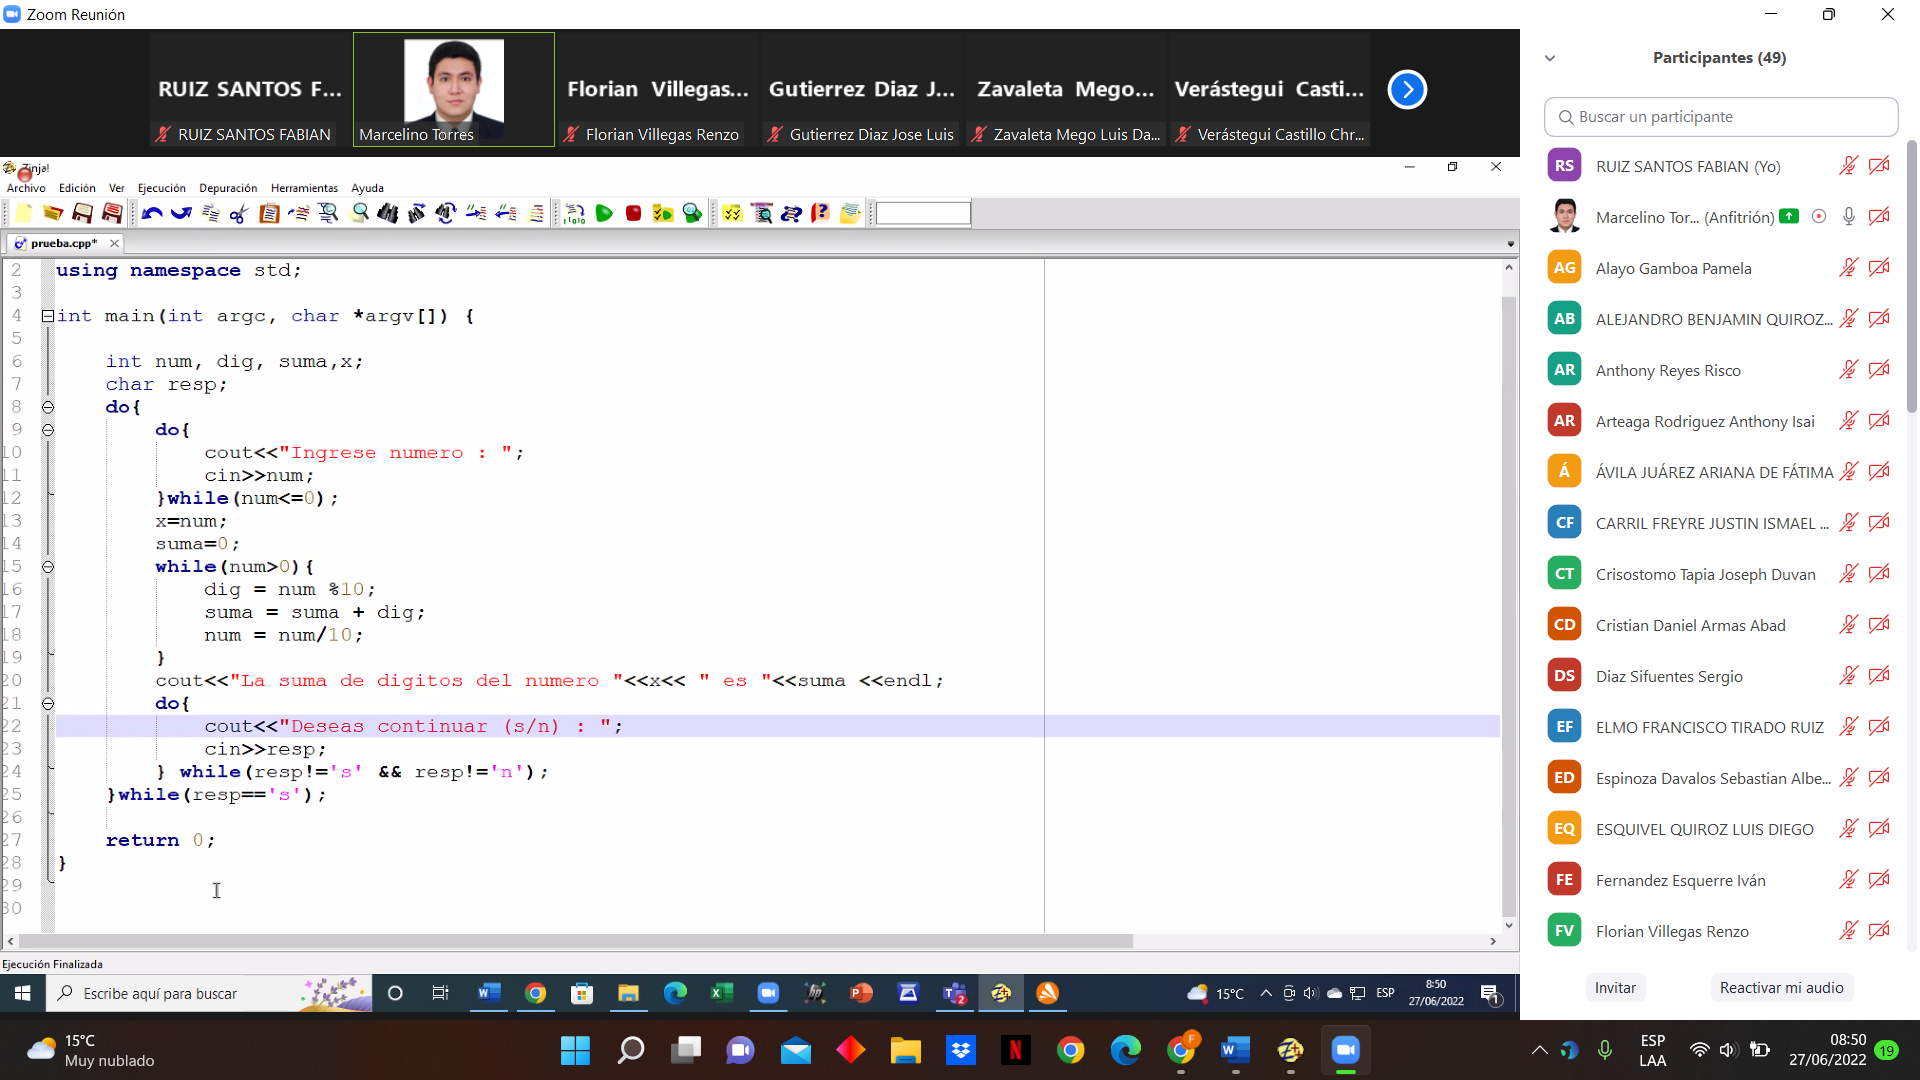 Zoom Reunión
RUIZ SANTOS F...
Florian Villegas...
Gutierrez Diaz J...
Zavaleta Mego...
Verástegui Casti...
RUIZ SANTOS FABIAN
Marcelino Torres
Florian Villegas Renzo
Gutierrez Diaz Jose Luis
Zavaleta Mego Luis Da...
Verástegui Castillo Chr...
Participantes (49)
Buscar un participante
RS RUIZ SANTOS FABIAN (Yo)
Marcelino Tor... (Anfitrión)
AG Alayo Gamboa Pamela
AB ALEJANDRO BENJAMIN QUIROZ...
AR Anthony Reyes Risco
AR Arteaga Rodriguez Anthony Isai
Á ÁVILA JUÁREZ ARIANA DE FÁTIMA
CF CARRIL FREYRE JUSTIN ISMAEL ...
CT Crisostomo Tapia Joseph Duvan
CD Cristian Daniel Armas Abad
DS Diaz Sifuentes Sergio
EF ELMO FRANCISCO TIRADO RUIZ
ED Espinoza Davalos Sebastian Albe...
EQ ESQUIVEL QUIROZ LUIS DIEGO
FE Fernandez Esquerre Iván
FV Florian Villegas Renzo
Invitar
Reactivar mi audio
Archivo Edición Ver Ejecución Depuración Herramientas Ayuda
prueba.cpp*
2 using namespace std;
3
4 int main(int argc, char *argv[]) {
5
6 int num, dig, suma,x;
7 char resp;
8 do{
9 do{
10 cout<<"Ingrese numero : ";
11 cin>>num;
12 }while(num<=0);
13 x=num;
14 suma=0;
15 while(num>0){
16 dig = num %10;
17 suma = suma + dig;
18 num = num/10;
19 }
20 cout<<"La suma de digitos del numero "<<x<< " es "<<suma <<endl;
21 do{
22 cout<<"Deseas continuar (s/n) : ";
23 cin>>resp;
24 } while(resp!='s' && resp!='n');
25 }while(resp=='s');
26
27 return 0;
28 }
29
30
Ejecución Finalizada
Escribe aquí para buscar
15°C
ESP
8:50
27/06/2022
1
15°C
Muy nublado
ESP
LAA
08:50
27/06/2022
19